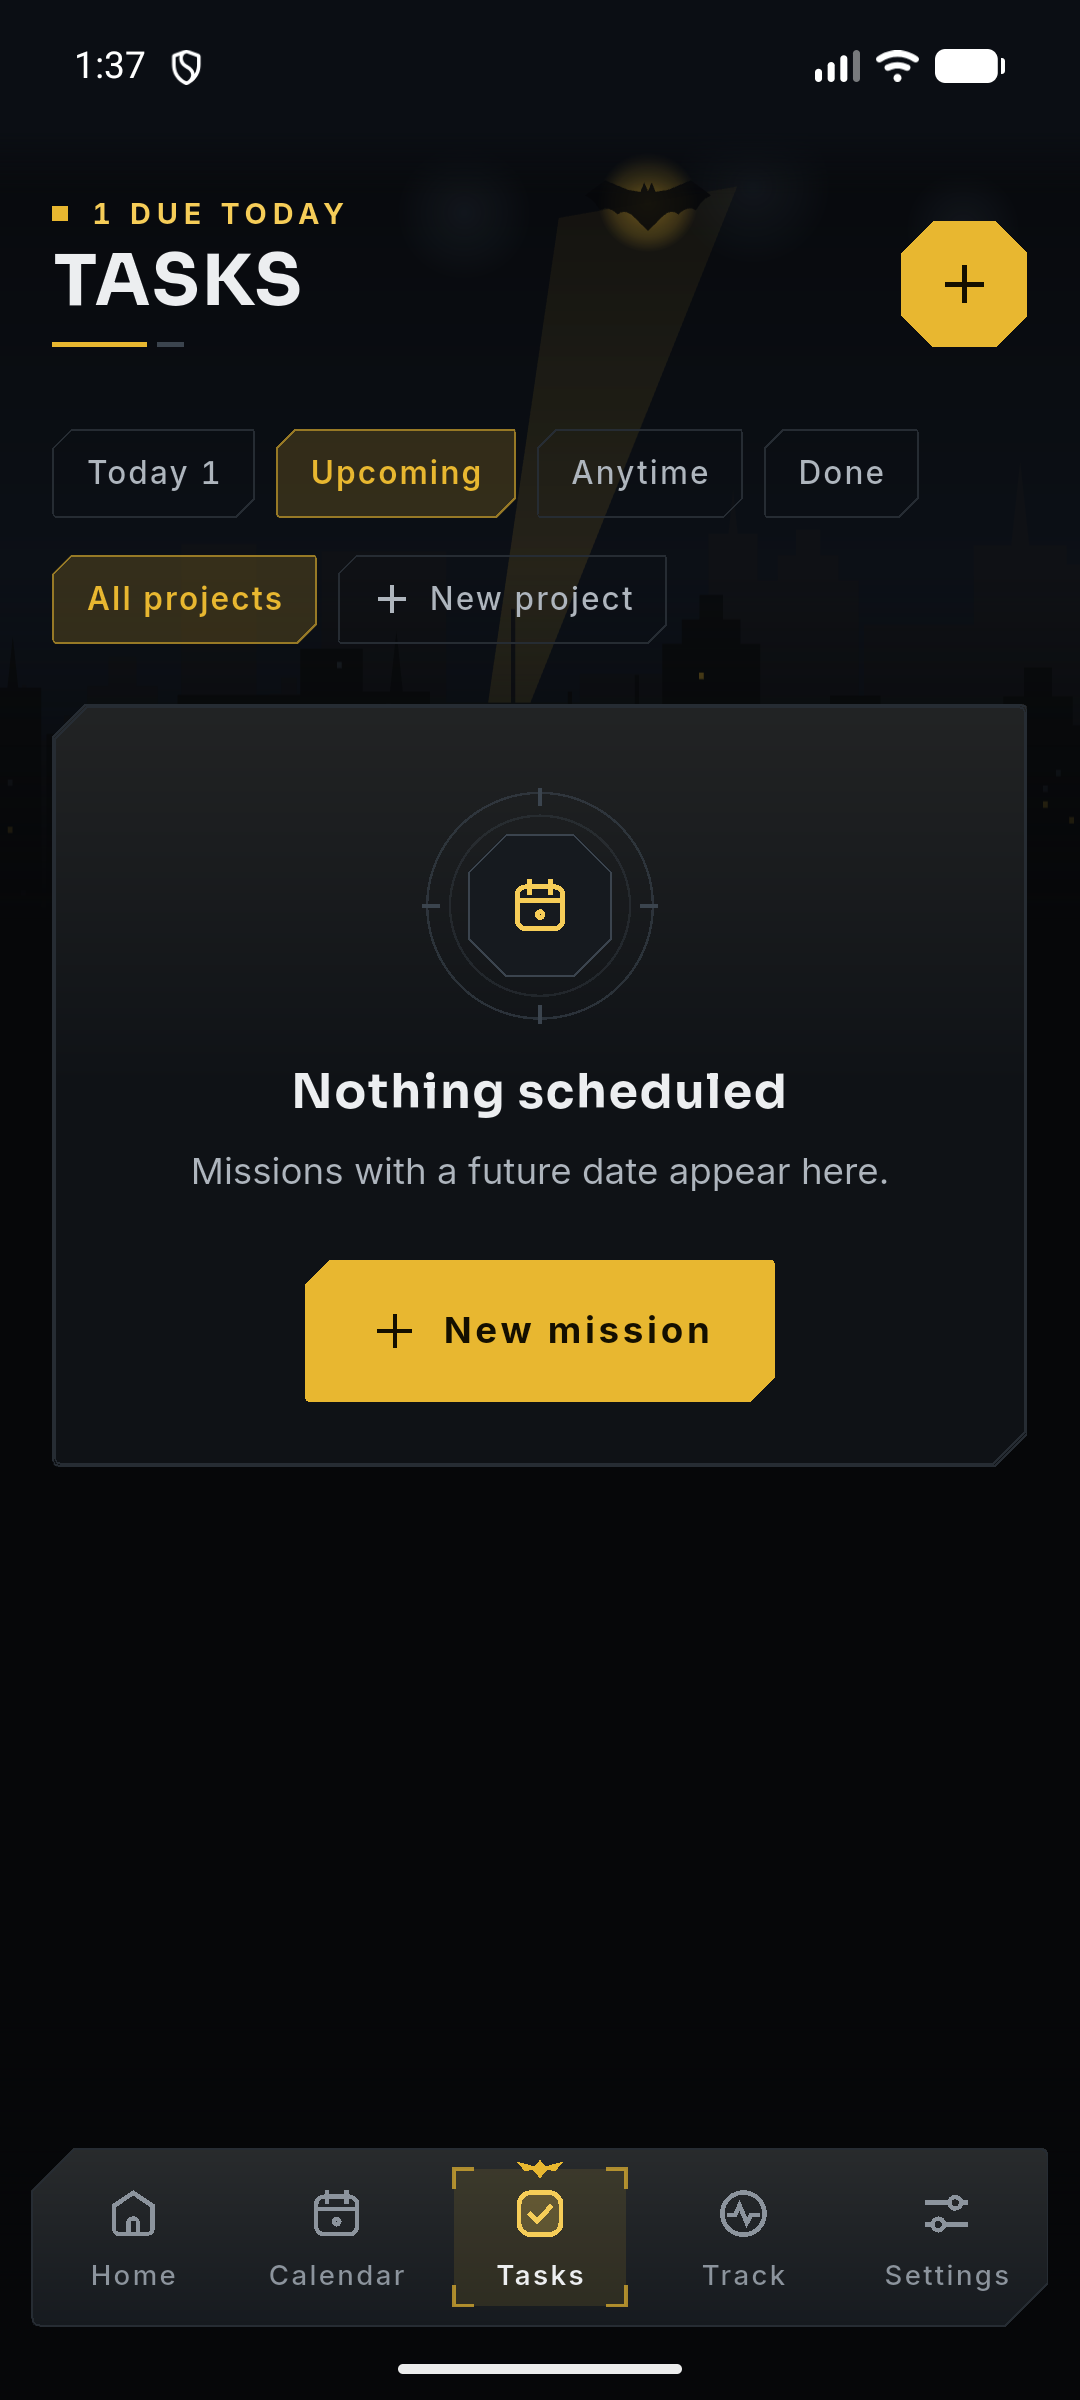 1:37
1 DUE TODAY
TASKS
Today 1
Upcoming
Anytime
Done
All projects
New project
Nothing scheduled
Missions with a future date appear here.
New mission
Home
Calendar
Tasks
Track
Settings